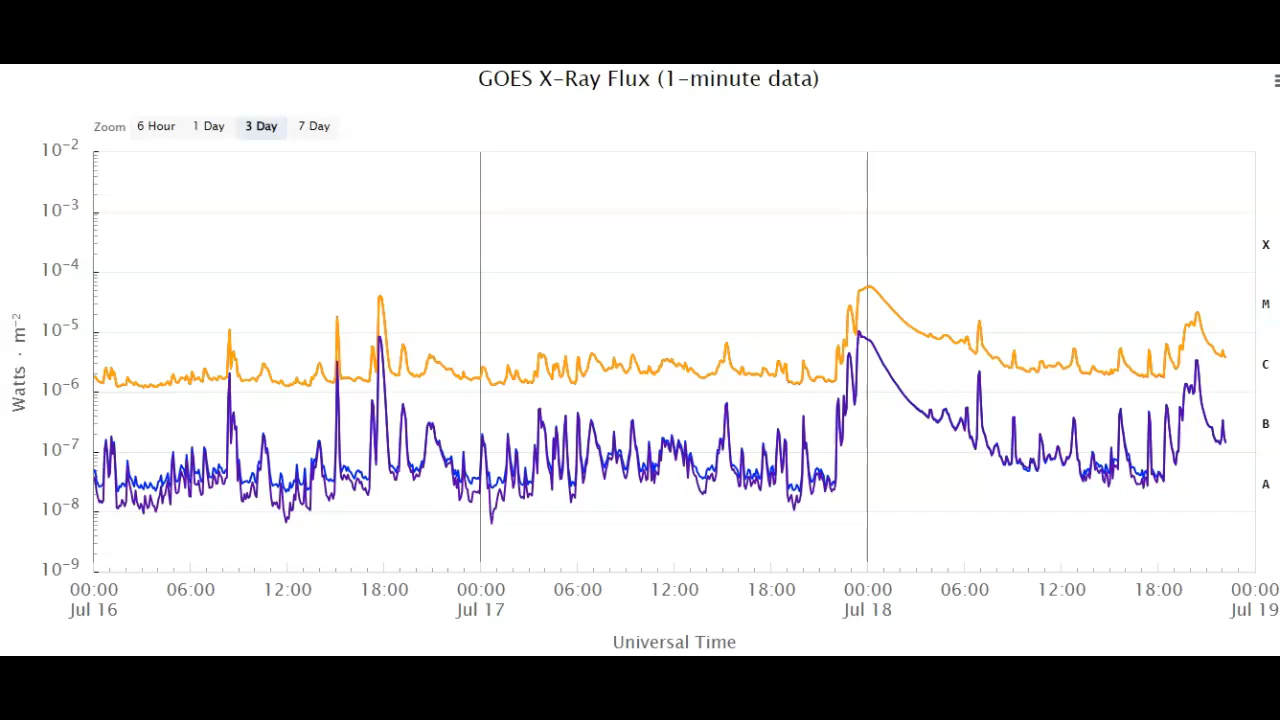 GOES X-Ray Flux (1-minute data)
Zoom 6 Hour 1 Day 3 Day 7 Day
10⁻²
10⁻³
X
10⁻⁴
M
10⁻⁵
C
10⁻⁶
B
10⁻⁷
A
10⁻⁸
10⁻⁹
Watts · m⁻²
00:00 06:00 12:00 18:00 00:00 06:00 12:00 18:00 00:00 06:00 12:00 18:00 00:00
Jul 16 Jul 17 Jul 18 Jul 19
Universal Time